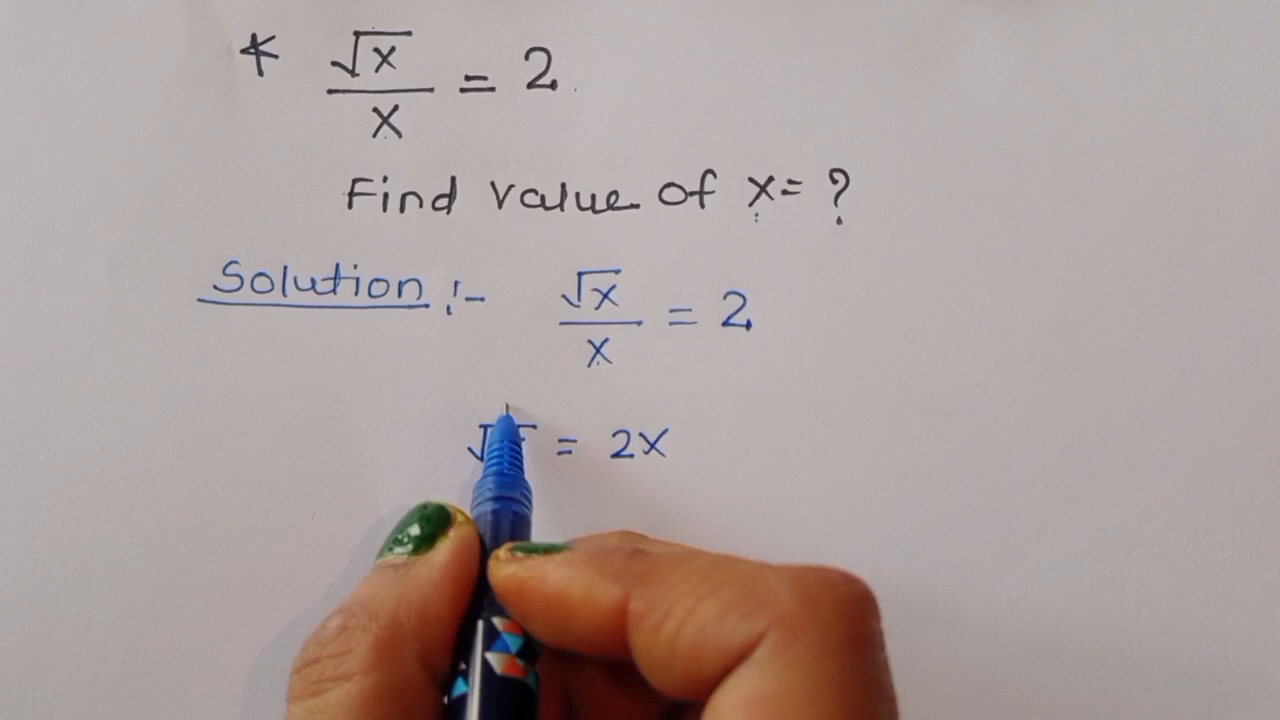 * √x/x = 2
Find value of x = ?
Solution :- √x/x = 2
√ = 2x